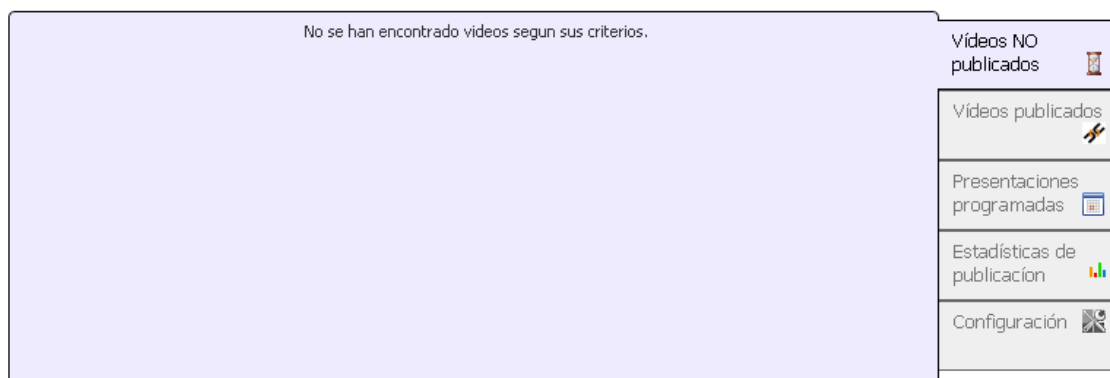 No se han encontrado videos segun sus criterios.
Vídeos NO
publicados
Vídeos publicados
Presentaciones
programadas
Estadísticas de
publicacíon
Configuración